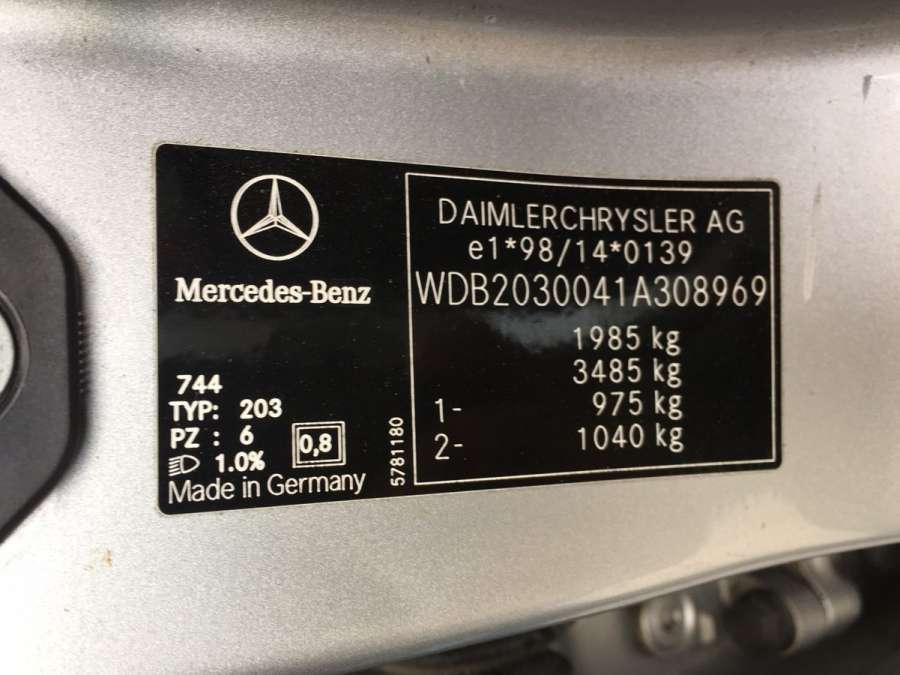 Mercedes-Benz
744
TYP: 203
PZ : 6
0,8
1.0%
Made in Germany
5781180
DAIMLERCHRYSLER AG
e1*98/14*0139
WDB2030041A308969
1985 kg
3485 kg
1- 975 kg
2- 1040 kg